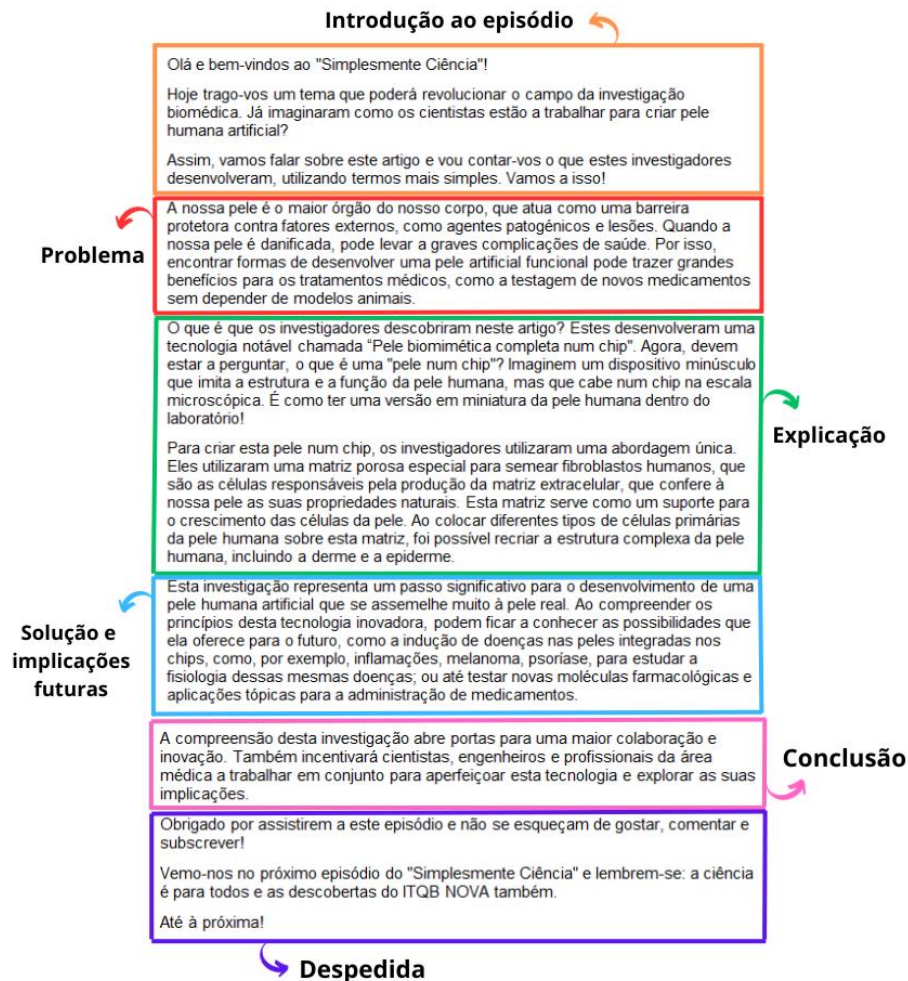 Introdução ao episódio
Olá e bem-vindos ao "Simplesmente Ciência"!
Hoje trago-vos um tema que poderá revolucionar o campo da investigação
biomédica. Já imaginaram como os cientistas estão a trabalhar para criar pele
humana artificial?
Assim, vamos falar sobre este artigo e vou contar-vos o que estes investigadores
desenvolveram, utilizando termos mais simples. Vamos a isso!
Problema
A nossa pele é o maior órgão do nosso corpo, que atua como uma barreira
protetora contra fatores externos, como agentes patogénicos e lesões. Quando a
nossa pele é danificada, pode levar a graves complicações de saúde. Por isso,
encontrar formas de desenvolver uma pele artificial funcional pode trazer grandes
benefícios para os tratamentos médicos, como a testagem de novos medicamentos
sem depender de modelos animais.
O que é que os investigadores descobriram neste artigo? Estes desenvolveram uma
tecnologia notável chamada “Pele biomimética completa num chip". Agora, devem
estar a perguntar, o que é uma "pele num chip"? Imaginem um dispositivo minúsculo
que imita a estrutura e a função da pele humana, mas que cabe num chip na escala
microscópica. É como ter uma versão em miniatura da pele humana dentro do
laboratório!
Para criar esta pele num chip, os investigadores utilizaram uma abordagem única.
Eles utilizaram uma matriz porosa especial para semear fibroblastos humanos, que
são as células responsáveis pela produção da matriz extracelular, que confere à
nossa pele as suas propriedades naturais. Esta matriz serve como um suporte para
o crescimento das células da pele. Ao colocar diferentes tipos de células primárias
da pele humana sobre esta matriz, foi possível recriar a estrutura complexa da pele
humana, incluindo a derme e a epiderme.
Explicação
Solução e
implicações
futuras
Esta investigação representa um passo significativo para o desenvolvimento de uma
pele humana artificial que se assemelhe muito à pele real. Ao compreender os
princípios desta tecnologia inovadora, podem ficar a conhecer as possibilidades que
ela oferece para o futuro, como a indução de doenças nas peles integradas nos
chips, como, por exemplo, inflamações, melanoma, psoríase, para estudar a
fisiologia dessas mesmas doenças; ou até testar novas moléculas farmacológicas e
aplicações tópicas para a administração de medicamentos.
A compreensão desta investigação abre portas para uma maior colaboração e
inovação. Também incentivará cientistas, engenheiros e profissionais da área
médica a trabalhar em conjunto para aperfeiçoar esta tecnologia e explorar as suas
implicações.
Conclusão
Obrigado por assistirem a este episódio e não se esqueçam de gostar, comentar e
subscrever!
Vemo-nos no próximo episódio do "Simplesmente Ciência" e lembrem-se: a ciência
é para todos e as descobertas do ITQB NOVA também.
Até à próxima!
Despedida